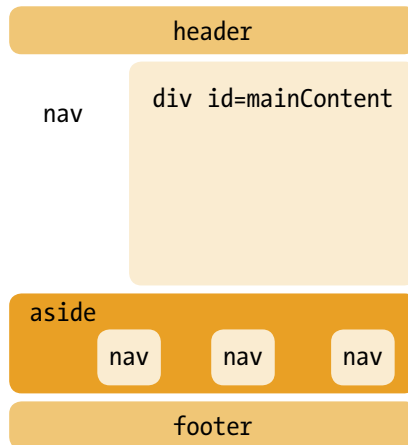 header
nav
div id=mainContent
aside
nav
nav
nav
footer